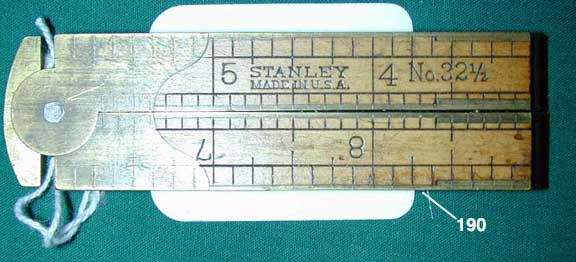 5 STANLEY 4 No. 32½
MADE IN U.S.A.
7 8
190